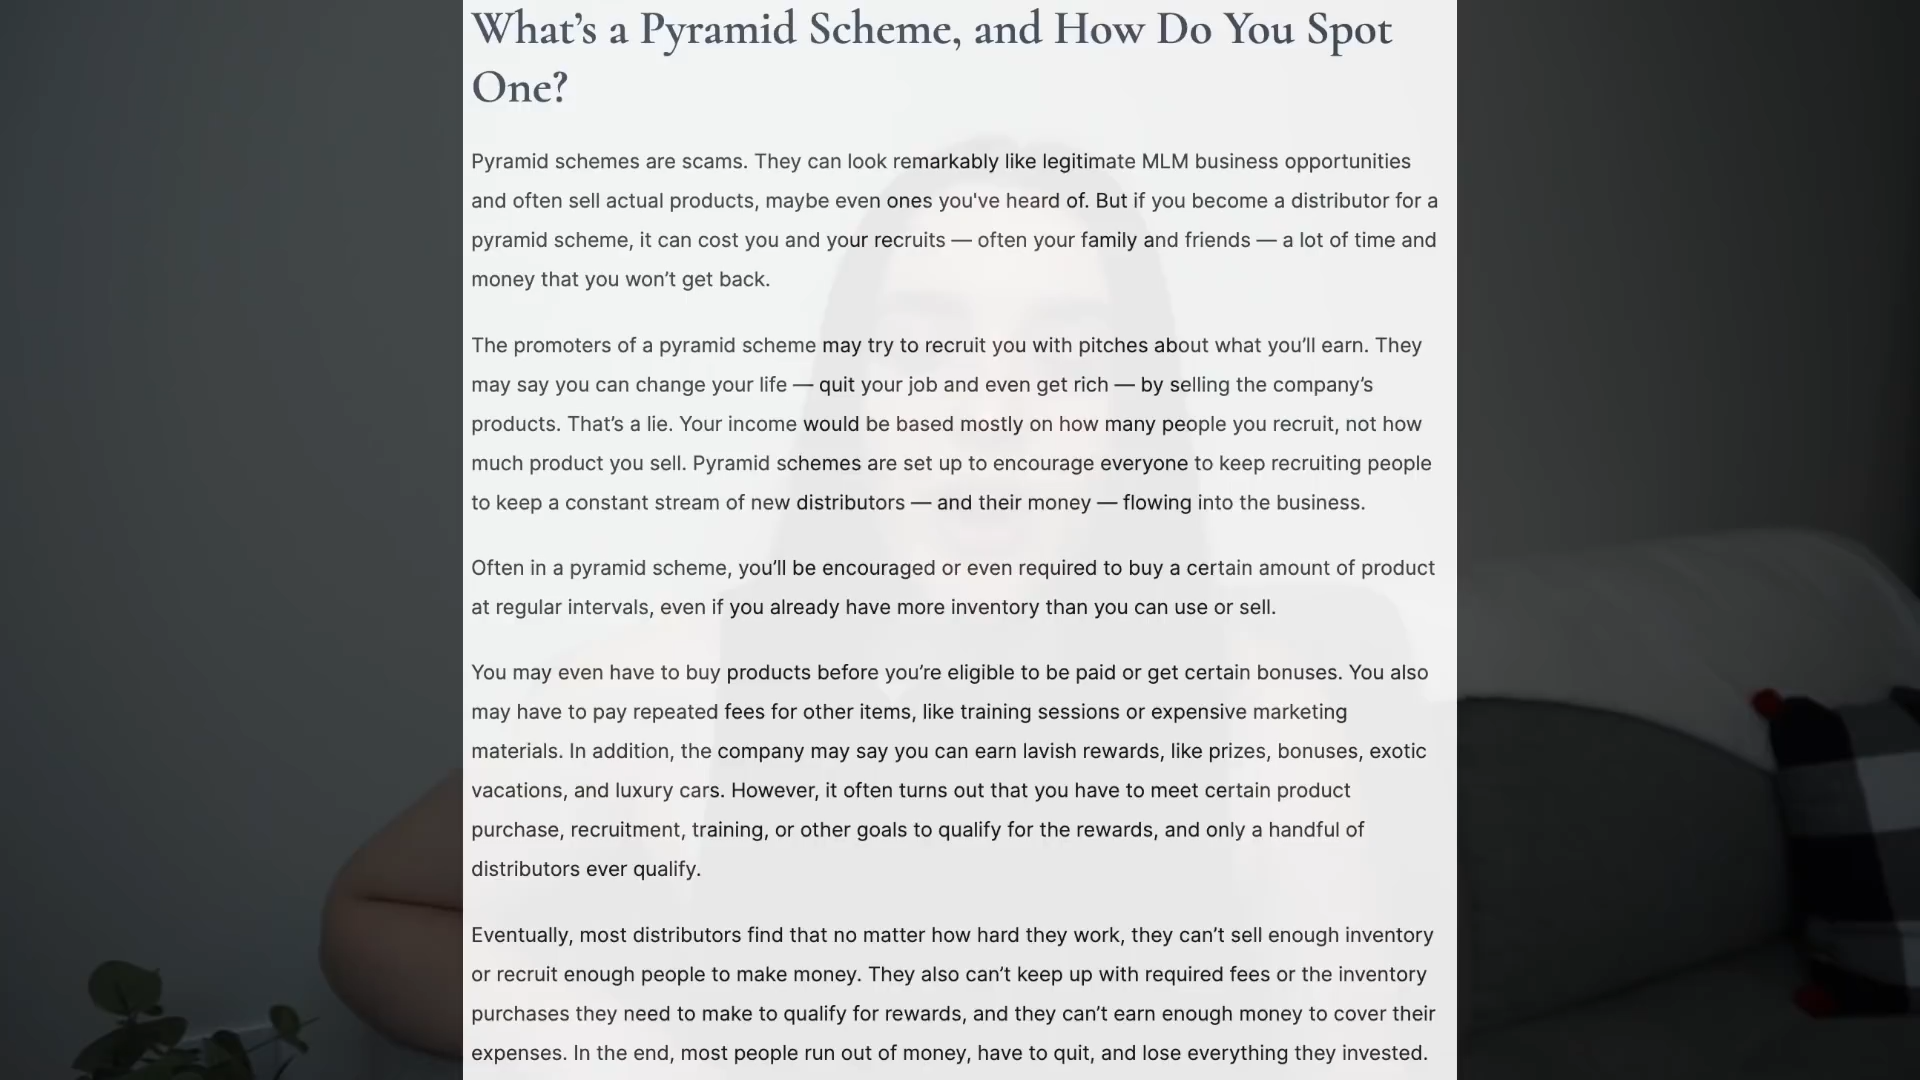 What’s a Pyramid Scheme, and How Do You Spot
One?
Pyramid schemes are scams. They can look remarkably like legitimate MLM business opportunities
and often sell actual products, maybe even ones you've heard of. But if you become a distributor for a
pyramid scheme, it can cost you and your recruits — often your family and friends — a lot of time and
money that you won’t get back.
The promoters of a pyramid scheme may try to recruit you with pitches about what you’ll earn. They
may say you can change your life — quit your job and even get rich — by selling the company’s
products. That’s a lie. Your income would be based mostly on how many people you recruit, not how
much product you sell. Pyramid schemes are set up to encourage everyone to keep recruiting people
to keep a constant stream of new distributors — and their money — flowing into the business.
Often in a pyramid scheme, you’ll be encouraged or even required to buy a certain amount of product
at regular intervals, even if you already have more inventory than you can use or sell.
You may even have to buy products before you’re eligible to be paid or get certain bonuses. You also
may have to pay repeated fees for other items, like training sessions or expensive marketing
materials. In addition, the company may say you can earn lavish rewards, like prizes, bonuses, exotic
vacations, and luxury cars. However, it often turns out that you have to meet certain product
purchase, recruitment, training, or other goals to qualify for the rewards, and only a handful of
distributors ever qualify.
Eventually, most distributors find that no matter how hard they work, they can’t sell enough inventory
or recruit enough people to make money. They also can’t keep up with required fees or the inventory
purchases they need to make to qualify for rewards, and they can’t earn enough money to cover their
expenses. In the end, most people run out of money, have to quit, and lose everything they invested.